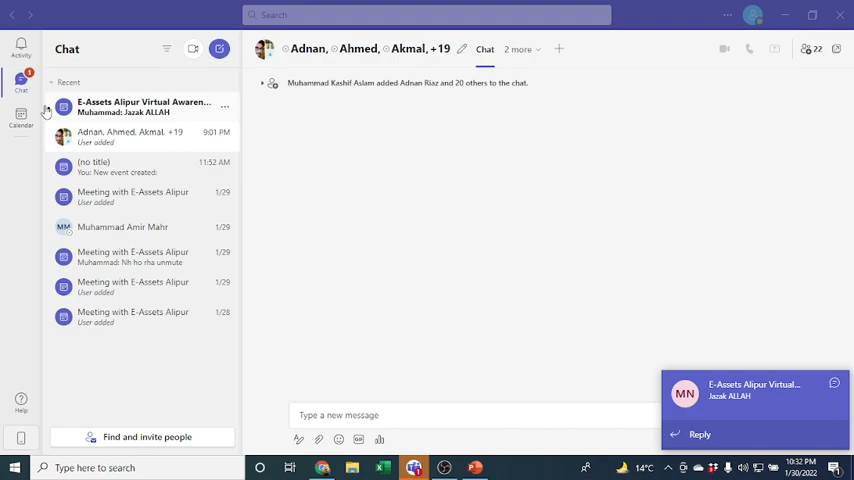 Search
Activity
Chat
1
Calendar
Help
Chat
Recent
E-Assets Alipur Virtual Awaren...
Muhammad: Jazak ALLAH
Adnan, Ahmed, Akmal, +19
9:01 PM
User added
(no title)
11:52 AM
You: New event created:
Meeting with E-Assets Alipur
1/29
User added
MM
Muhammad Amir Mahr
1/29
Meeting with E-Assets Alipur
1/29
Muhammad: Nh ho rha unmute
Meeting with E-Assets Alipur
1/29
User added
Meeting with E-Assets Alipur
1/28
User added
Find and invite people
Adnan, Ahmed, Akmal, +19
Chat
2 more
22
Muhammad Kashif Aslam added Adnan Riaz and 20 others to the chat.
Type a new message
GIF
MN
E-Assets Alipur Virtual...
Jazak ALLAH
Reply
Type here to search
14°C
10:32 PM
1/30/2022